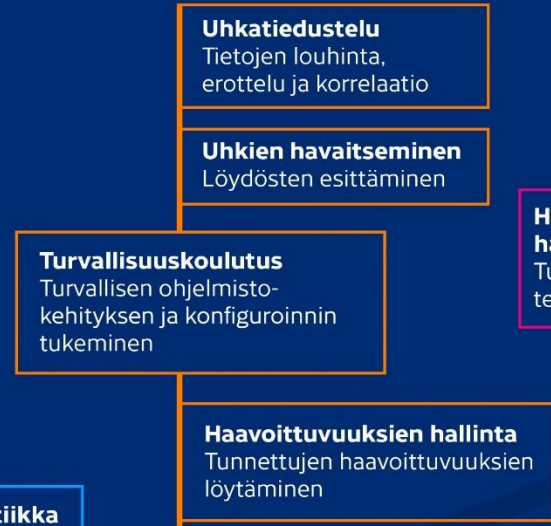 Uhkatiedustelu
Tietojen louhinta,
erottelu ja korrelaatio
Uhkien havaitseminen
Löydösten esittäminen
Turvallisuuskoulutus
Turvallisen ohjelmisto-
kehityksen ja konfiguroinnin
tukeminen
Haavoittuvuuksien hallinta
Tunnettujen haavoittuvuuksien
löytäminen